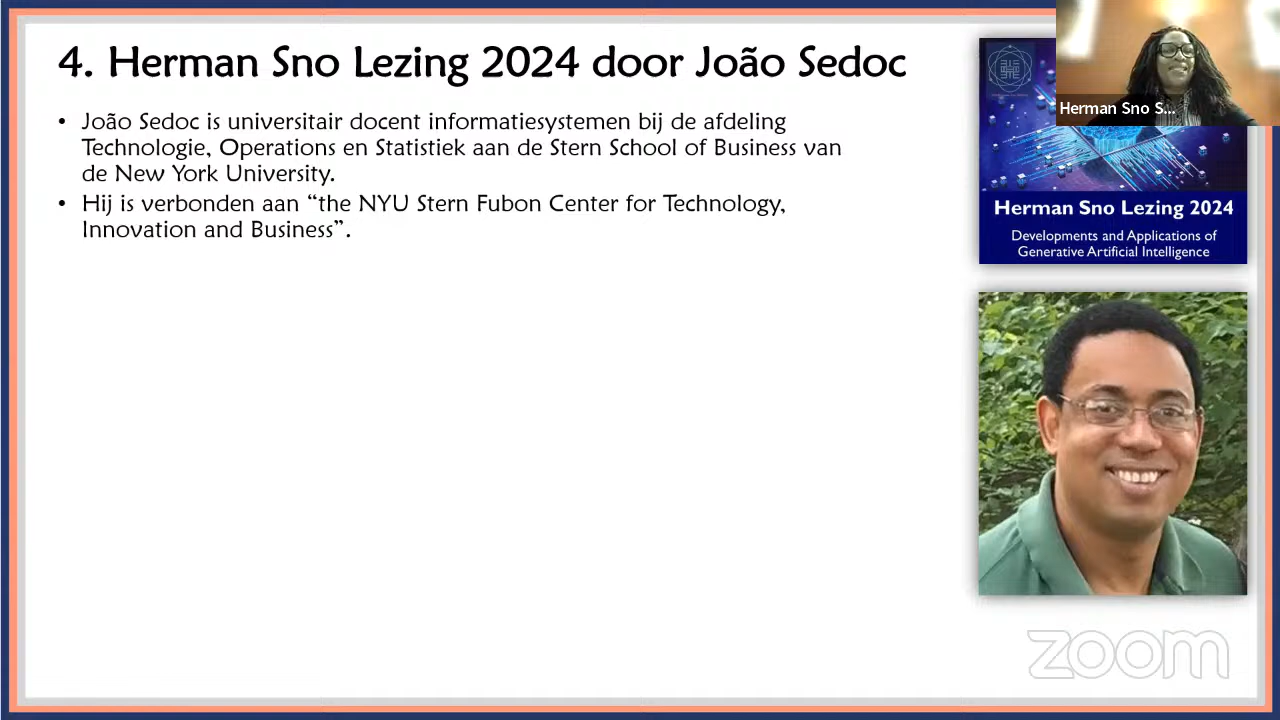 4. Herman Sno Lezing 2024 door João Sedoc
• João Sedoc is universitair docent informatiesystemen bij de afdeling
Technologie, Operations en Statistiek aan de Stern School of Business van
de New York University.
• Hij is verbonden aan “the NYU Stern Fubon Center for Technology,
Innovation and Business”.
Herman Sno S...
Herman Sno Lezing 2024
Developments and Applications of
Generative Artificial Intelligence
zoom